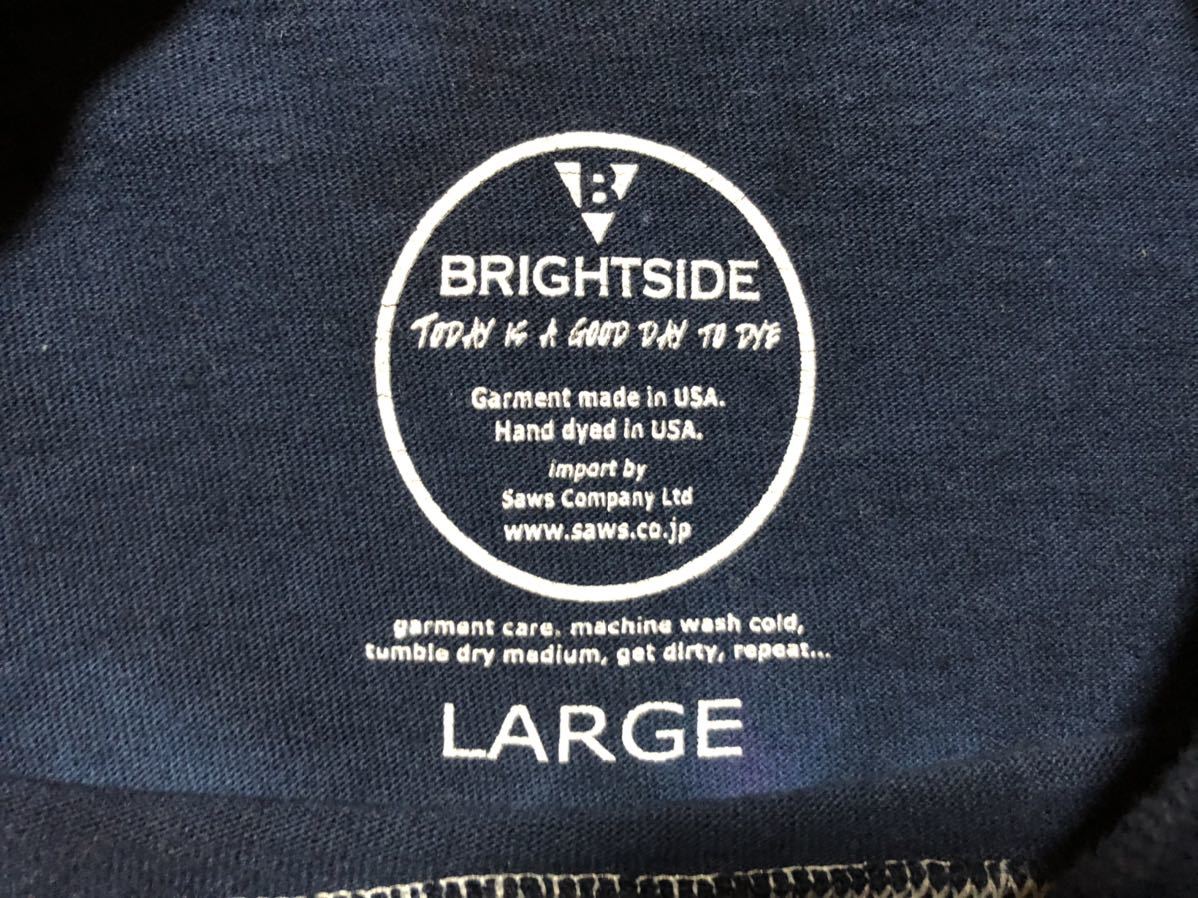 B
BRIGHTSIDE
TODAY IS A GOOD DAY TO DYE
Garment made in USA.
Hand dyed in USA.
import by
Saws Company Ltd
www.saws.co.jp
garment care. machine wash cold,
tumble dry medium, get dirty, repeat...
LARGE